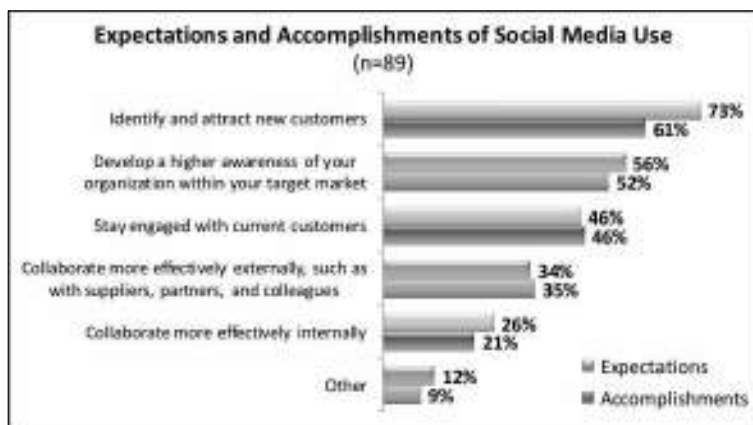 Expectations and Accomplishments of Social Media Use
(n=89)
Identify and attract new customers
73%
61%
Develop a higher awareness of your
organization within your target market
56%
52%
Stay engaged with current customers
46%
46%
Collaborate more effectively externally, such as
with suppliers, partners, and colleagues
34%
35%
Collaborate more effectively internally
26%
21%
Other
12%
9%
Expectations
Accomplishments